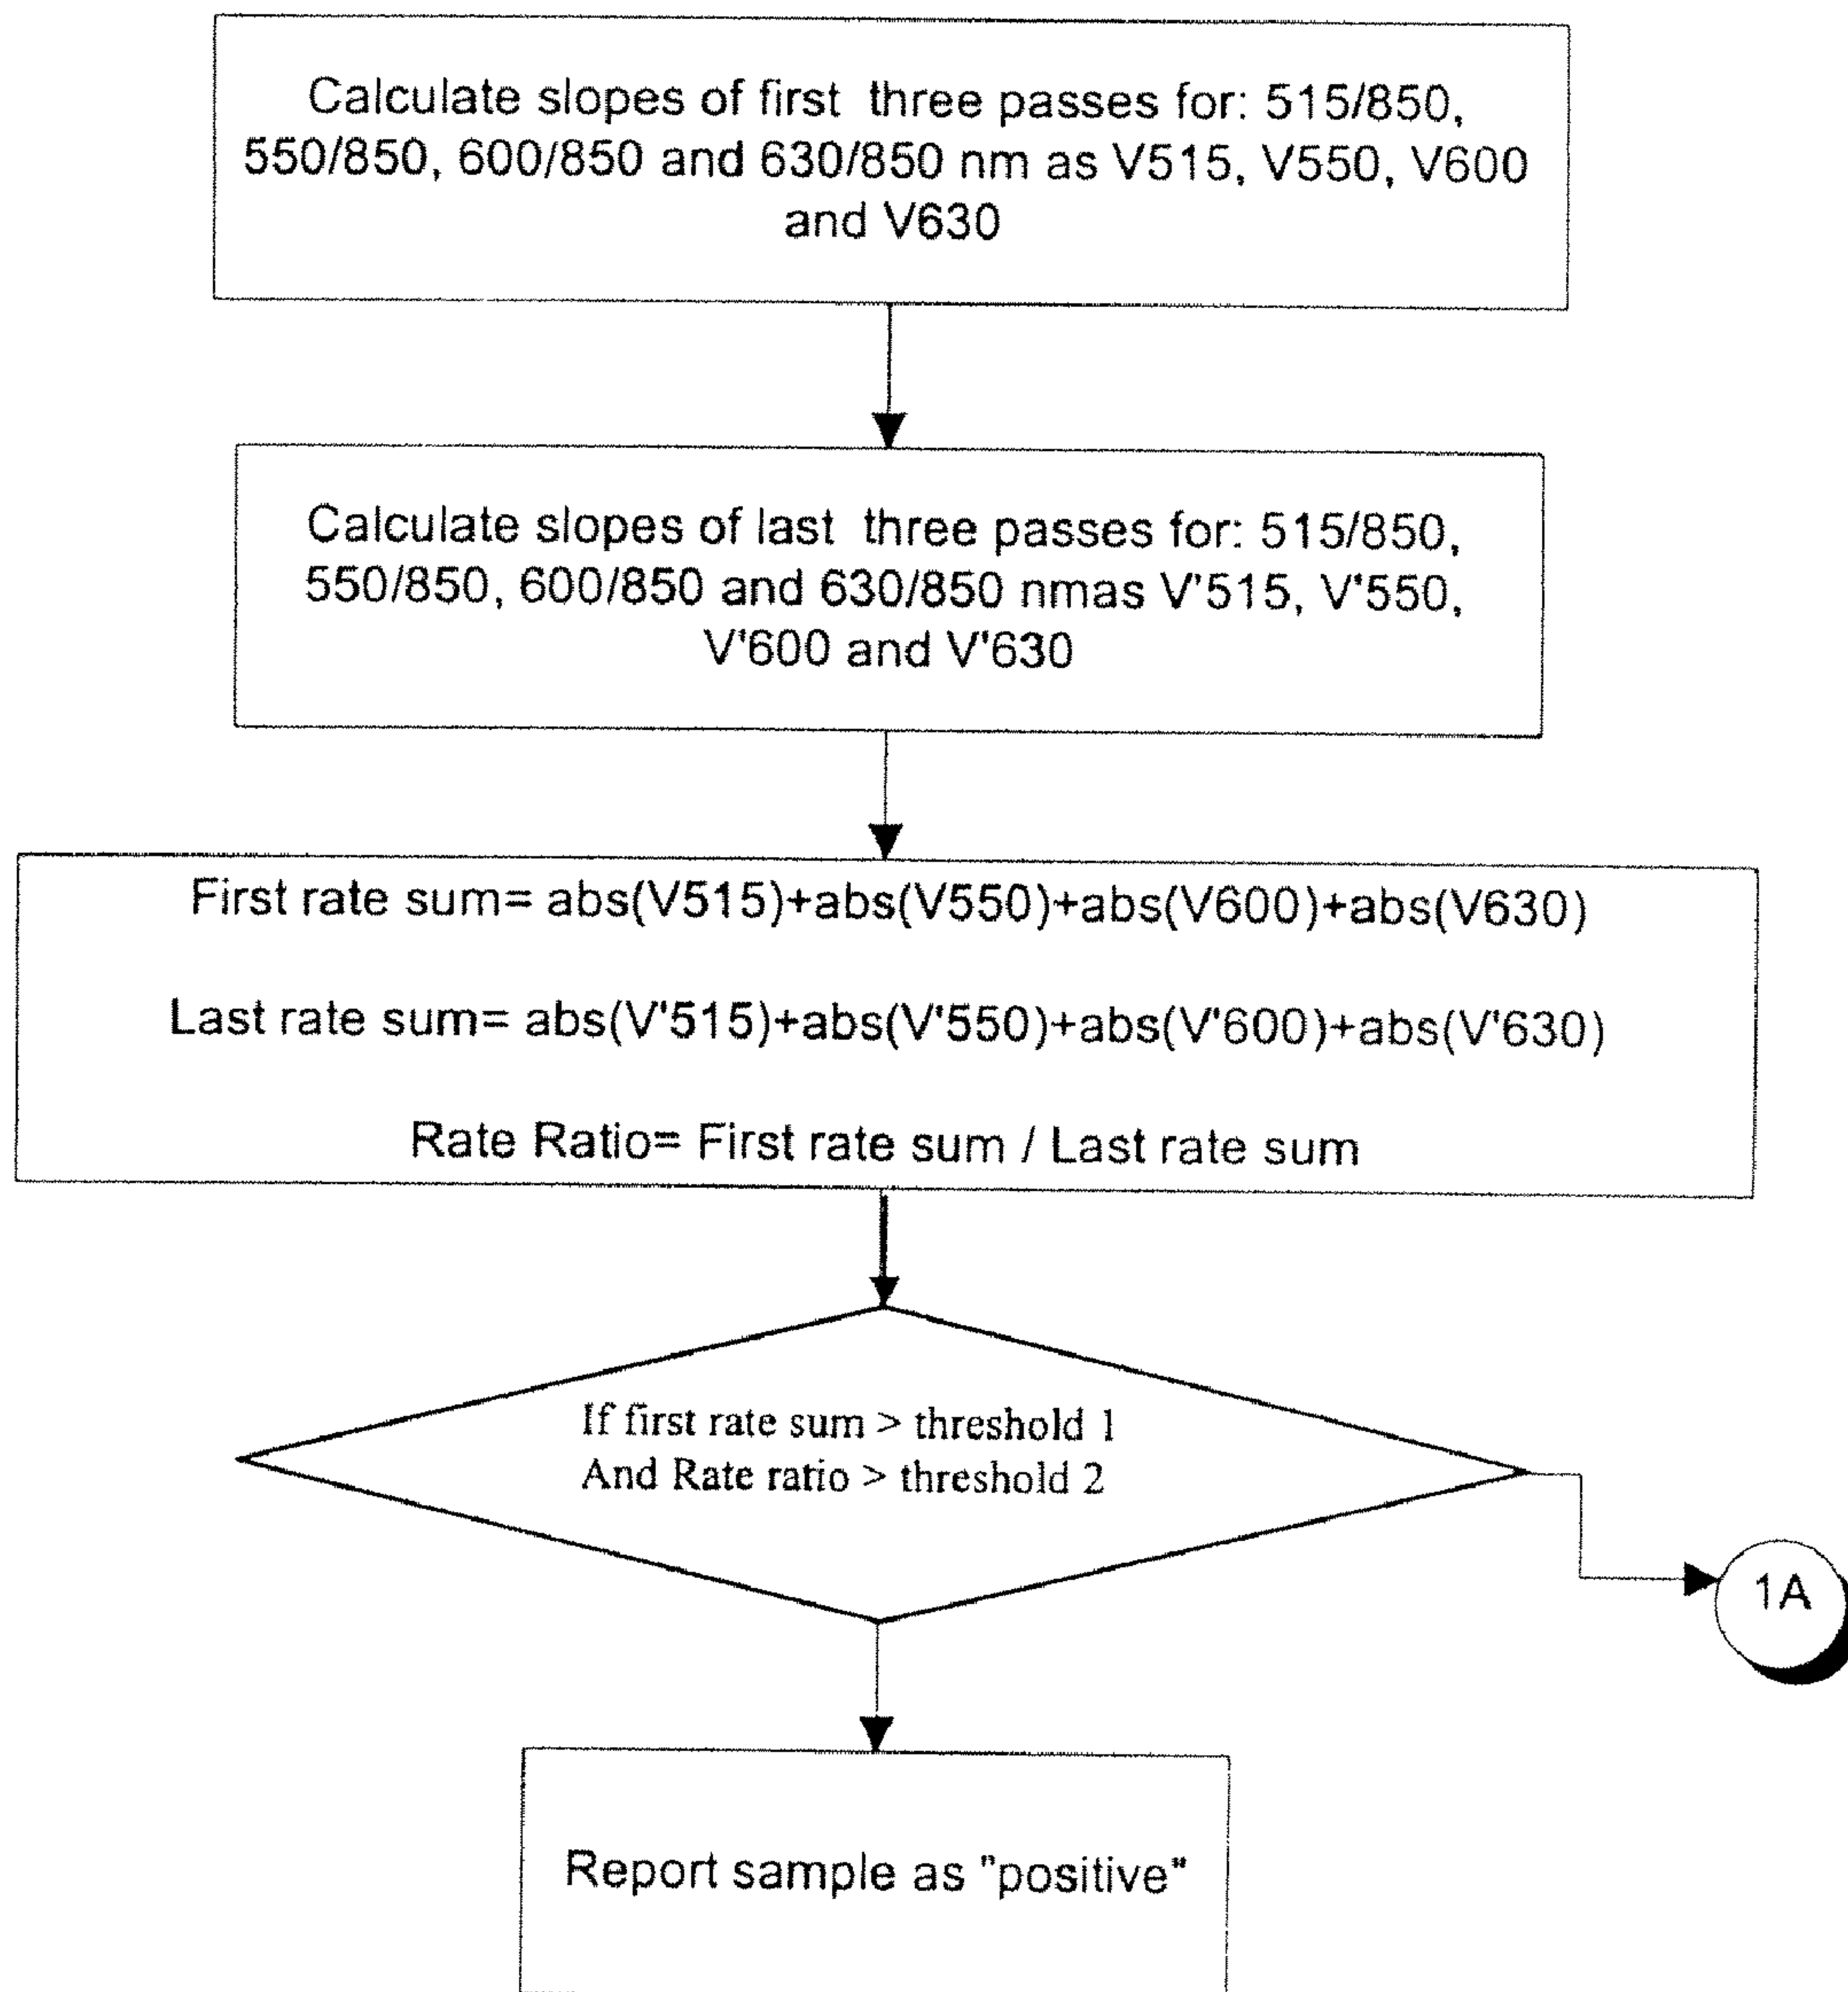 Calculate slopes of first three passes for: 515/850,
550/850, 600/850 and 630/850 nm as V515, V550, V600
and V630
Calculate slopes of last three passes for: 515/850,
550/850, 600/850 and 630/850 nmas V'515, V'550,
V'600 and V'630
First rate sum= abs(V515)+abs(V550)+abs(V600)+abs(V630)
Last rate sum= abs(V'515)+abs(V'550)+abs(V'600)+abs(V'630)
Rate Ratio= First rate sum / Last rate sum
If first rate sum > threshold 1
And Rate ratio > threshold 2
1A
Report sample as "positive"